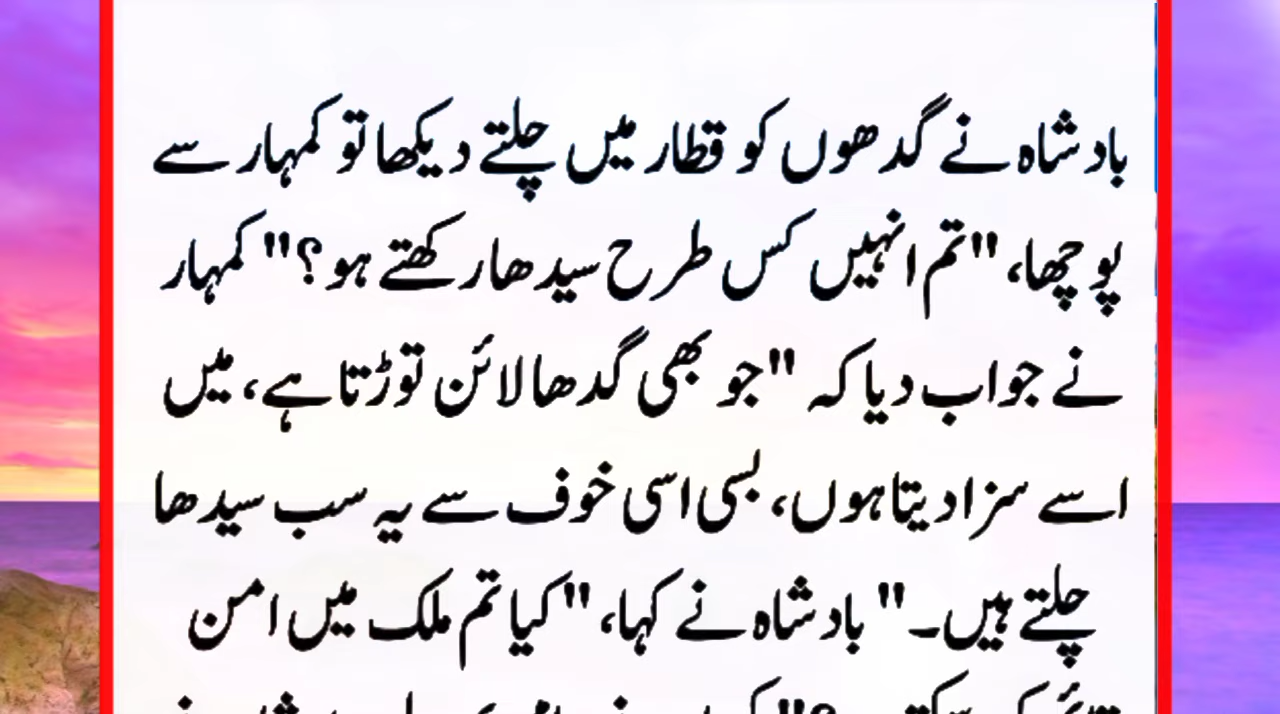 بادشاہ نے گدھوں کو قطار میں چلتے دیکھا تو کمہار سے
پوچھا، "تم انہیں کس طرح سیدھا رکھتے ہو؟" کمہار
نے جواب دیا کہ "جو بھی گدھا لائن توڑتا ہے، میں
اسے سزا دیتا ہوں، بسی اسی خوف سے یہ سب سیدھا
چلتے ہیں۔" بادشاہ نے کہا، "کیا تم ملک میں امن